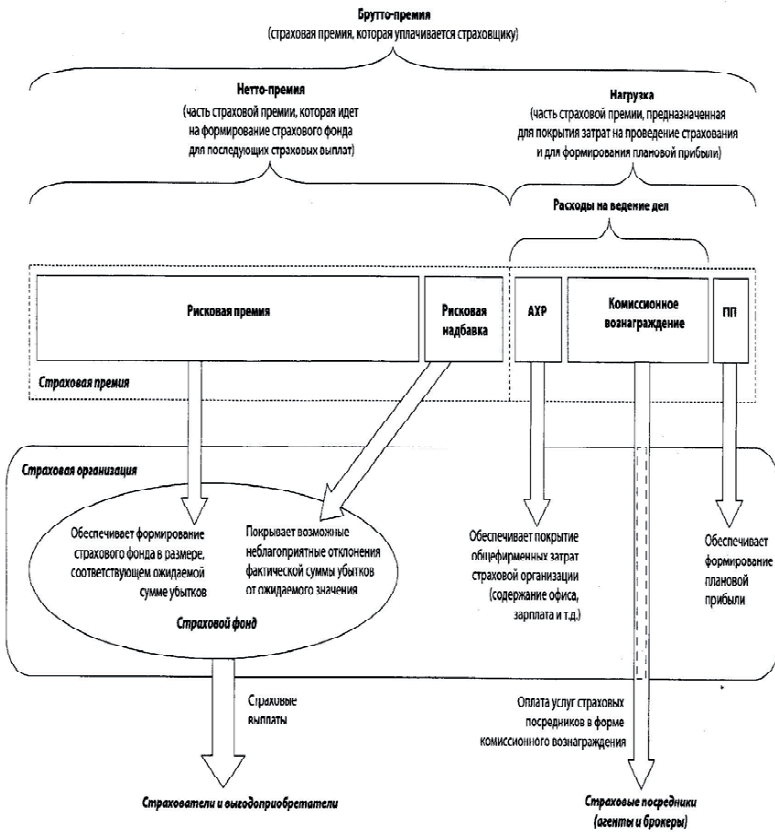 Брутто-премия
(страховая премия, которая уплачивается страховщику)
Нетто-премия
(часть страховой премии, которая идет
на формирование страхового фонда
для последующих страховых выплат)
Нагрузка
(часть страховой премии, предназначенная
для покрытия затрат на проведение страхования
и для формирования плановой прибыли)
Расходы на ведение дел
Рисковая премия
Рисковая
надбавка
АХР
Комиссионное
вознаграждение
ПП
Страховая премия
Страховая организация
Обеспечивает формирование
страхового фонда в размере,
соответствующем ожидаемой
сумме убытков
Покрывает возможные
неблагоприятные отклонения
фактической суммы убытков
от ожидаемого значения
Страховой фонд
Обеспечивает покрытие
общефирменных затрат
страховой организации
(содержание офиса,
зарплата и т.д.)
Обеспечивает
формирование
плановой
прибыли
Страховые
выплаты
Оплата услуг страховых
посредников в форме
комиссионного вознаграждения
Страхователи и выгодоприобретатели
Страховые посредники
(агенты и брокеры)